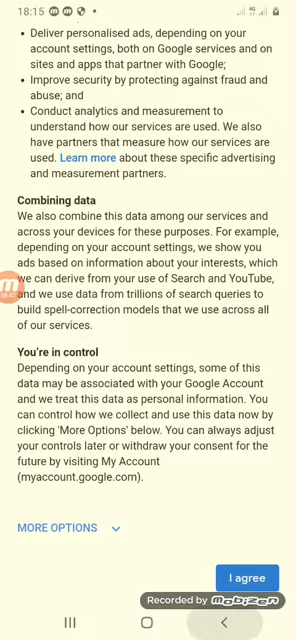 18:15
• Deliver personalised ads, depending on your
account settings, both on Google services and on
sites and apps that partner with Google;
• Improve security by protecting against fraud and
abuse; and
• Conduct analytics and measurement to
understand how our services are used. We also
have partners that measure how our services are
used. Learn more about these specific advertising
and measurement partners.
Combining data
We also combine this data among our services and
across your devices for these purposes. For example,
depending on your account settings, we show you
ads based on information about your interests, which
we can derive from your use of Search and YouTube,
and we use data from trillions of search queries to
build spell-correction models that we use across all
of our services.
You're in control
Depending on your account settings, some of this
data may be associated with your Google Account
and we treat this data as personal information. You
can control how we collect and use this data now by
clicking 'More Options' below. You can always adjust
your controls later or withdraw your consent for the
future by visiting My Account
(myaccount.google.com).
MORE OPTIONS
I agree
Recorded by mobizen